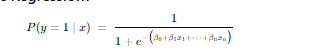 P(y = 1 | x) = 1 / (1 + e^−(β₀+β₁x₁+⋯+βₙxₙ))